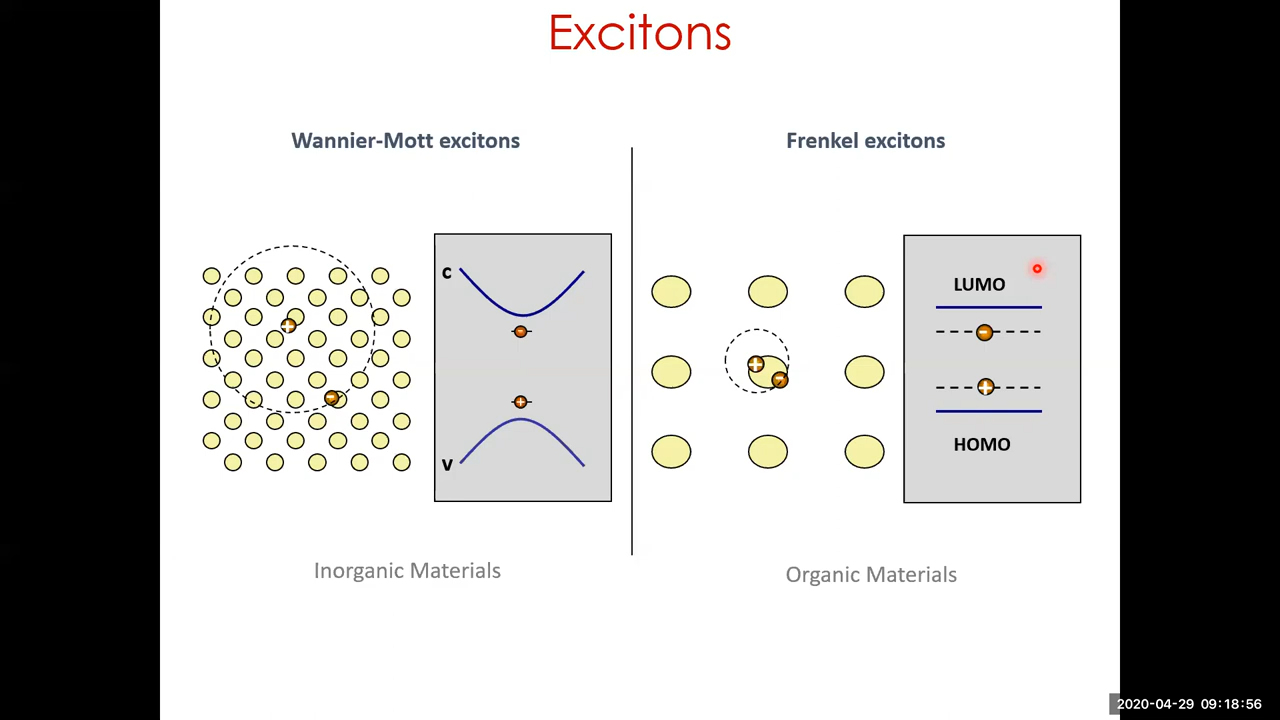 Excitons
Wannier-Mott excitons
Frenkel excitons
C
V
LUMO
HOMO
+
-
-
+
+
-
-
+
Inorganic Materials
Organic Materials
2020-04-29 09:18:56